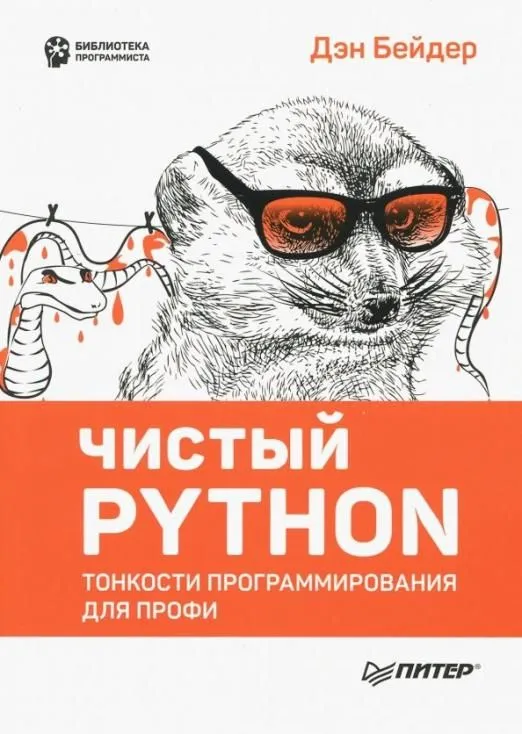 БИБЛИОТЕКА
ПРОГРАММИСТА
Дэн Бейдер
ЧИСТЫЙ
PYTHON
ТОНКОСТИ ПРОГРАММИРОВАНИЯ
ДЛЯ ПРОФИ
ПИТЕР®